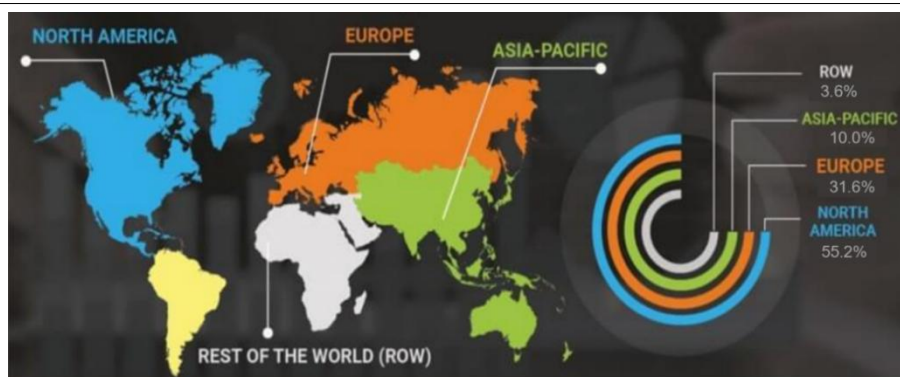 NORTH AMERICA
EUROPE
ASIA-PACIFIC
REST OF THE WORLD (ROW)
ROW
3.6%
ASIA-PACIFIC
10.0%
EUROPE
31.6%
NORTH
AMERICA
55.2%